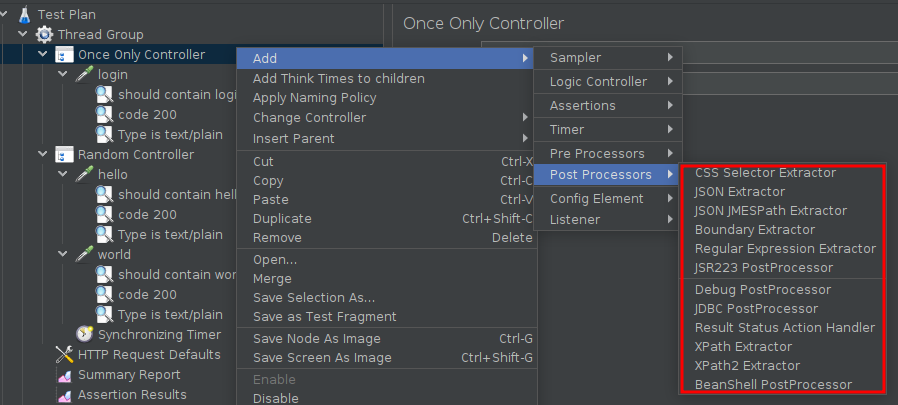 Test Plan
Thread Group
Once Only Controller
login
should contain logi
code 200
Type is text/plain
Random Controller
hello
should contain hell
code 200
Type is text/plain
world
should contain wor
code 200
Type is text/plain
Synchronizing Timer
HTTP Request Defaults
Summary Report
Assertion Results
Once Only Controller
Add
Add Think Times to children
Apply Naming Policy
Change Controller
Insert Parent
Cut Ctrl-X
Copy Ctrl-C
Paste Ctrl-V
Duplicate Ctrl+Shift-C
Remove Delete
Open...
Merge
Save Selection As...
Save as Test Fragment
Save Node As Image Ctrl-G
Save Screen As Image Ctrl+Shift-G
Enable
Disable
Sampler
Logic Controller
Assertions
Timer
Pre Processors
Post Processors
Config Element
Listener
CSS Selector Extractor
JSON Extractor
JSON JMESPath Extractor
Boundary Extractor
Regular Expression Extractor
JSR223 PostProcessor
Debug PostProcessor
JDBC PostProcessor
Result Status Action Handler
XPath Extractor
XPath2 Extractor
BeanShell PostProcessor